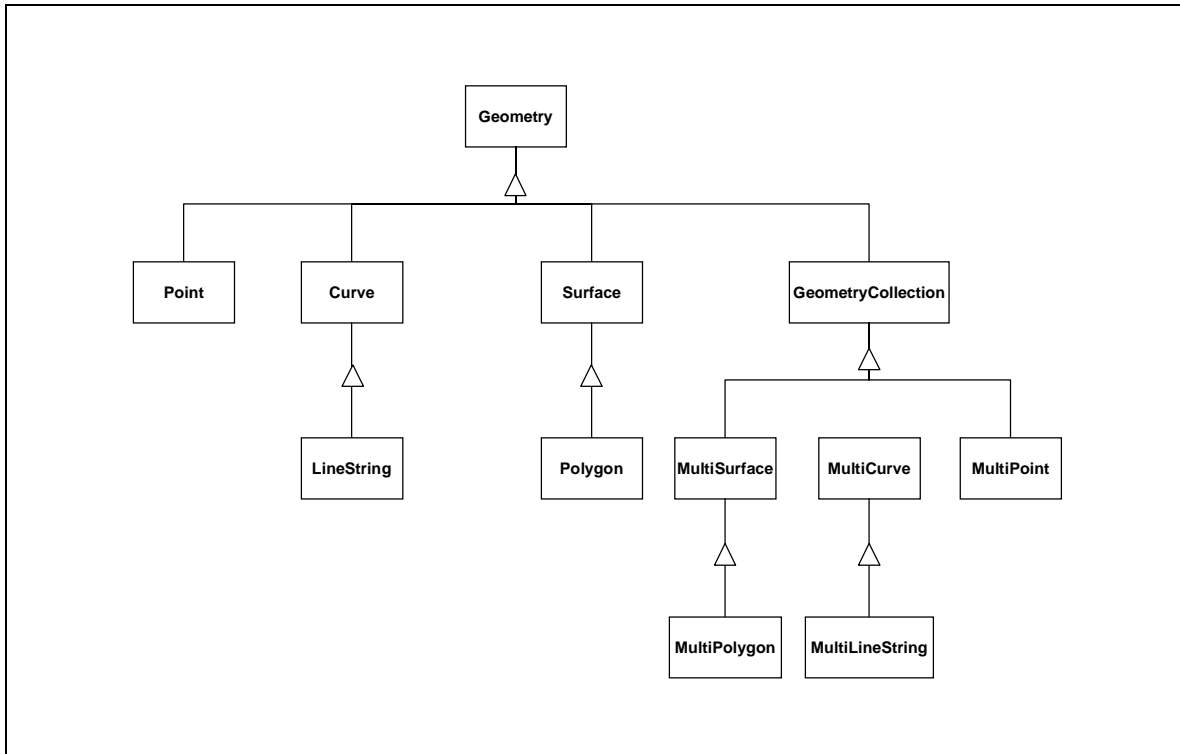 Geometry
Point
Curve
Surface
GeometryCollection
LineString
Polygon
MultiSurface
MultiCurve
MultiPoint
MultiPolygon
MultiLineString